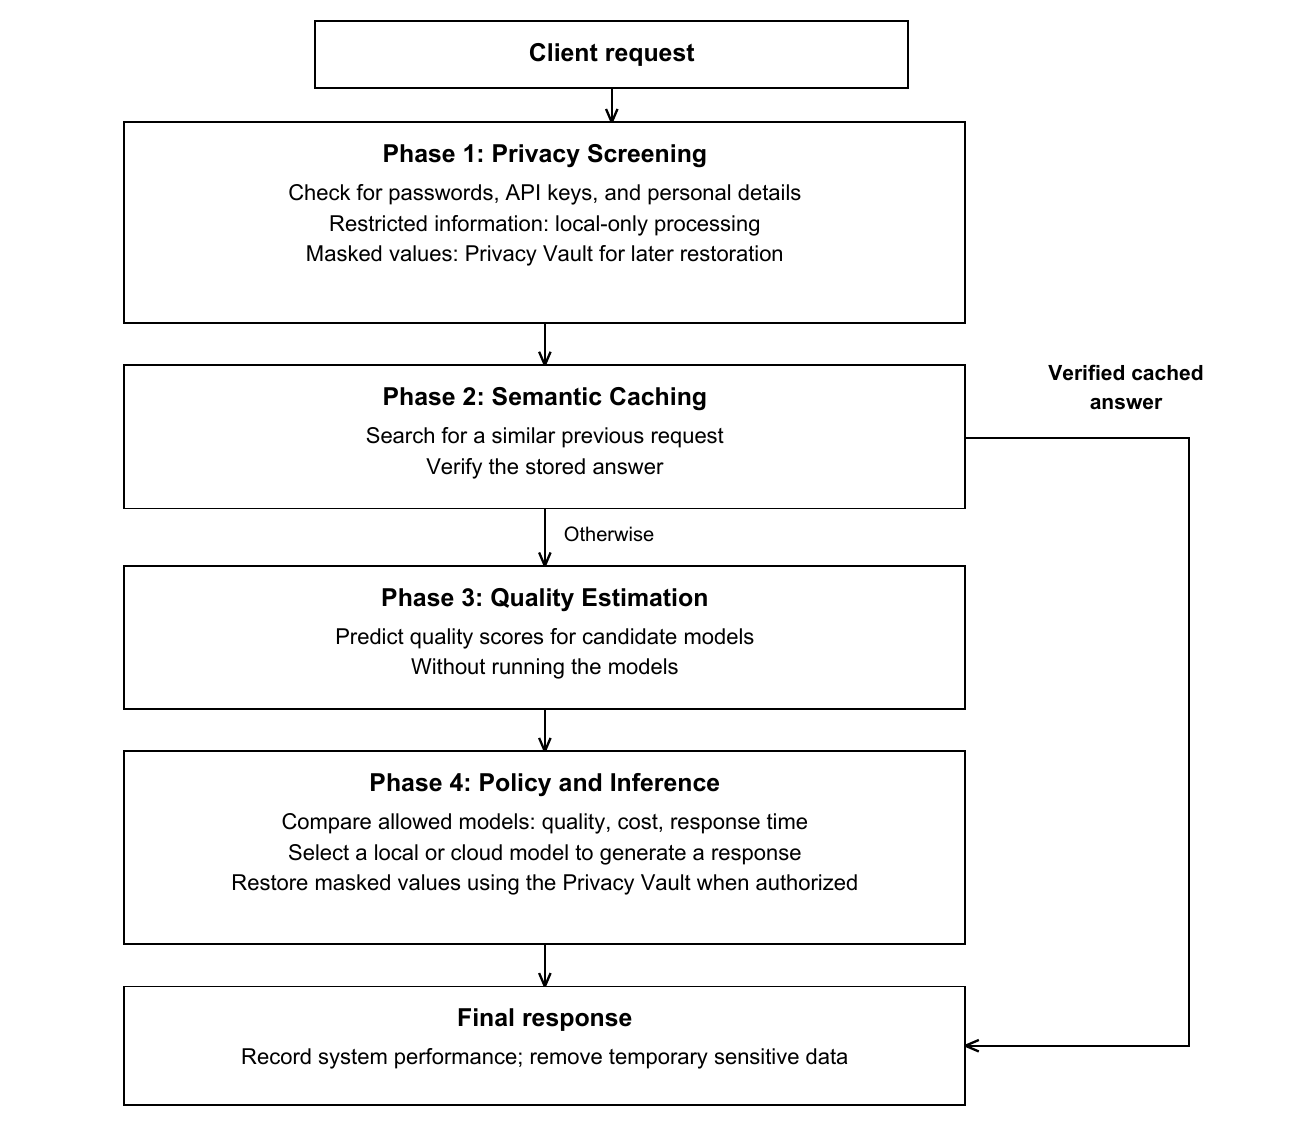 Client request
Phase 1: Privacy Screening
Check for passwords, API keys, and personal details
Restricted information: local-only processing
Masked values: Privacy Vault for later restoration
Phase 2: Semantic Caching
Search for a similar previous request
Verify the stored answer
Verified cached
answer
Otherwise
Phase 3: Quality Estimation
Predict quality scores for candidate models
Without running the models
Phase 4: Policy and Inference
Compare allowed models: quality, cost, response time
Select a local or cloud model to generate a response
Restore masked values using the Privacy Vault when authorized
Final response
Record system performance; remove temporary sensitive data